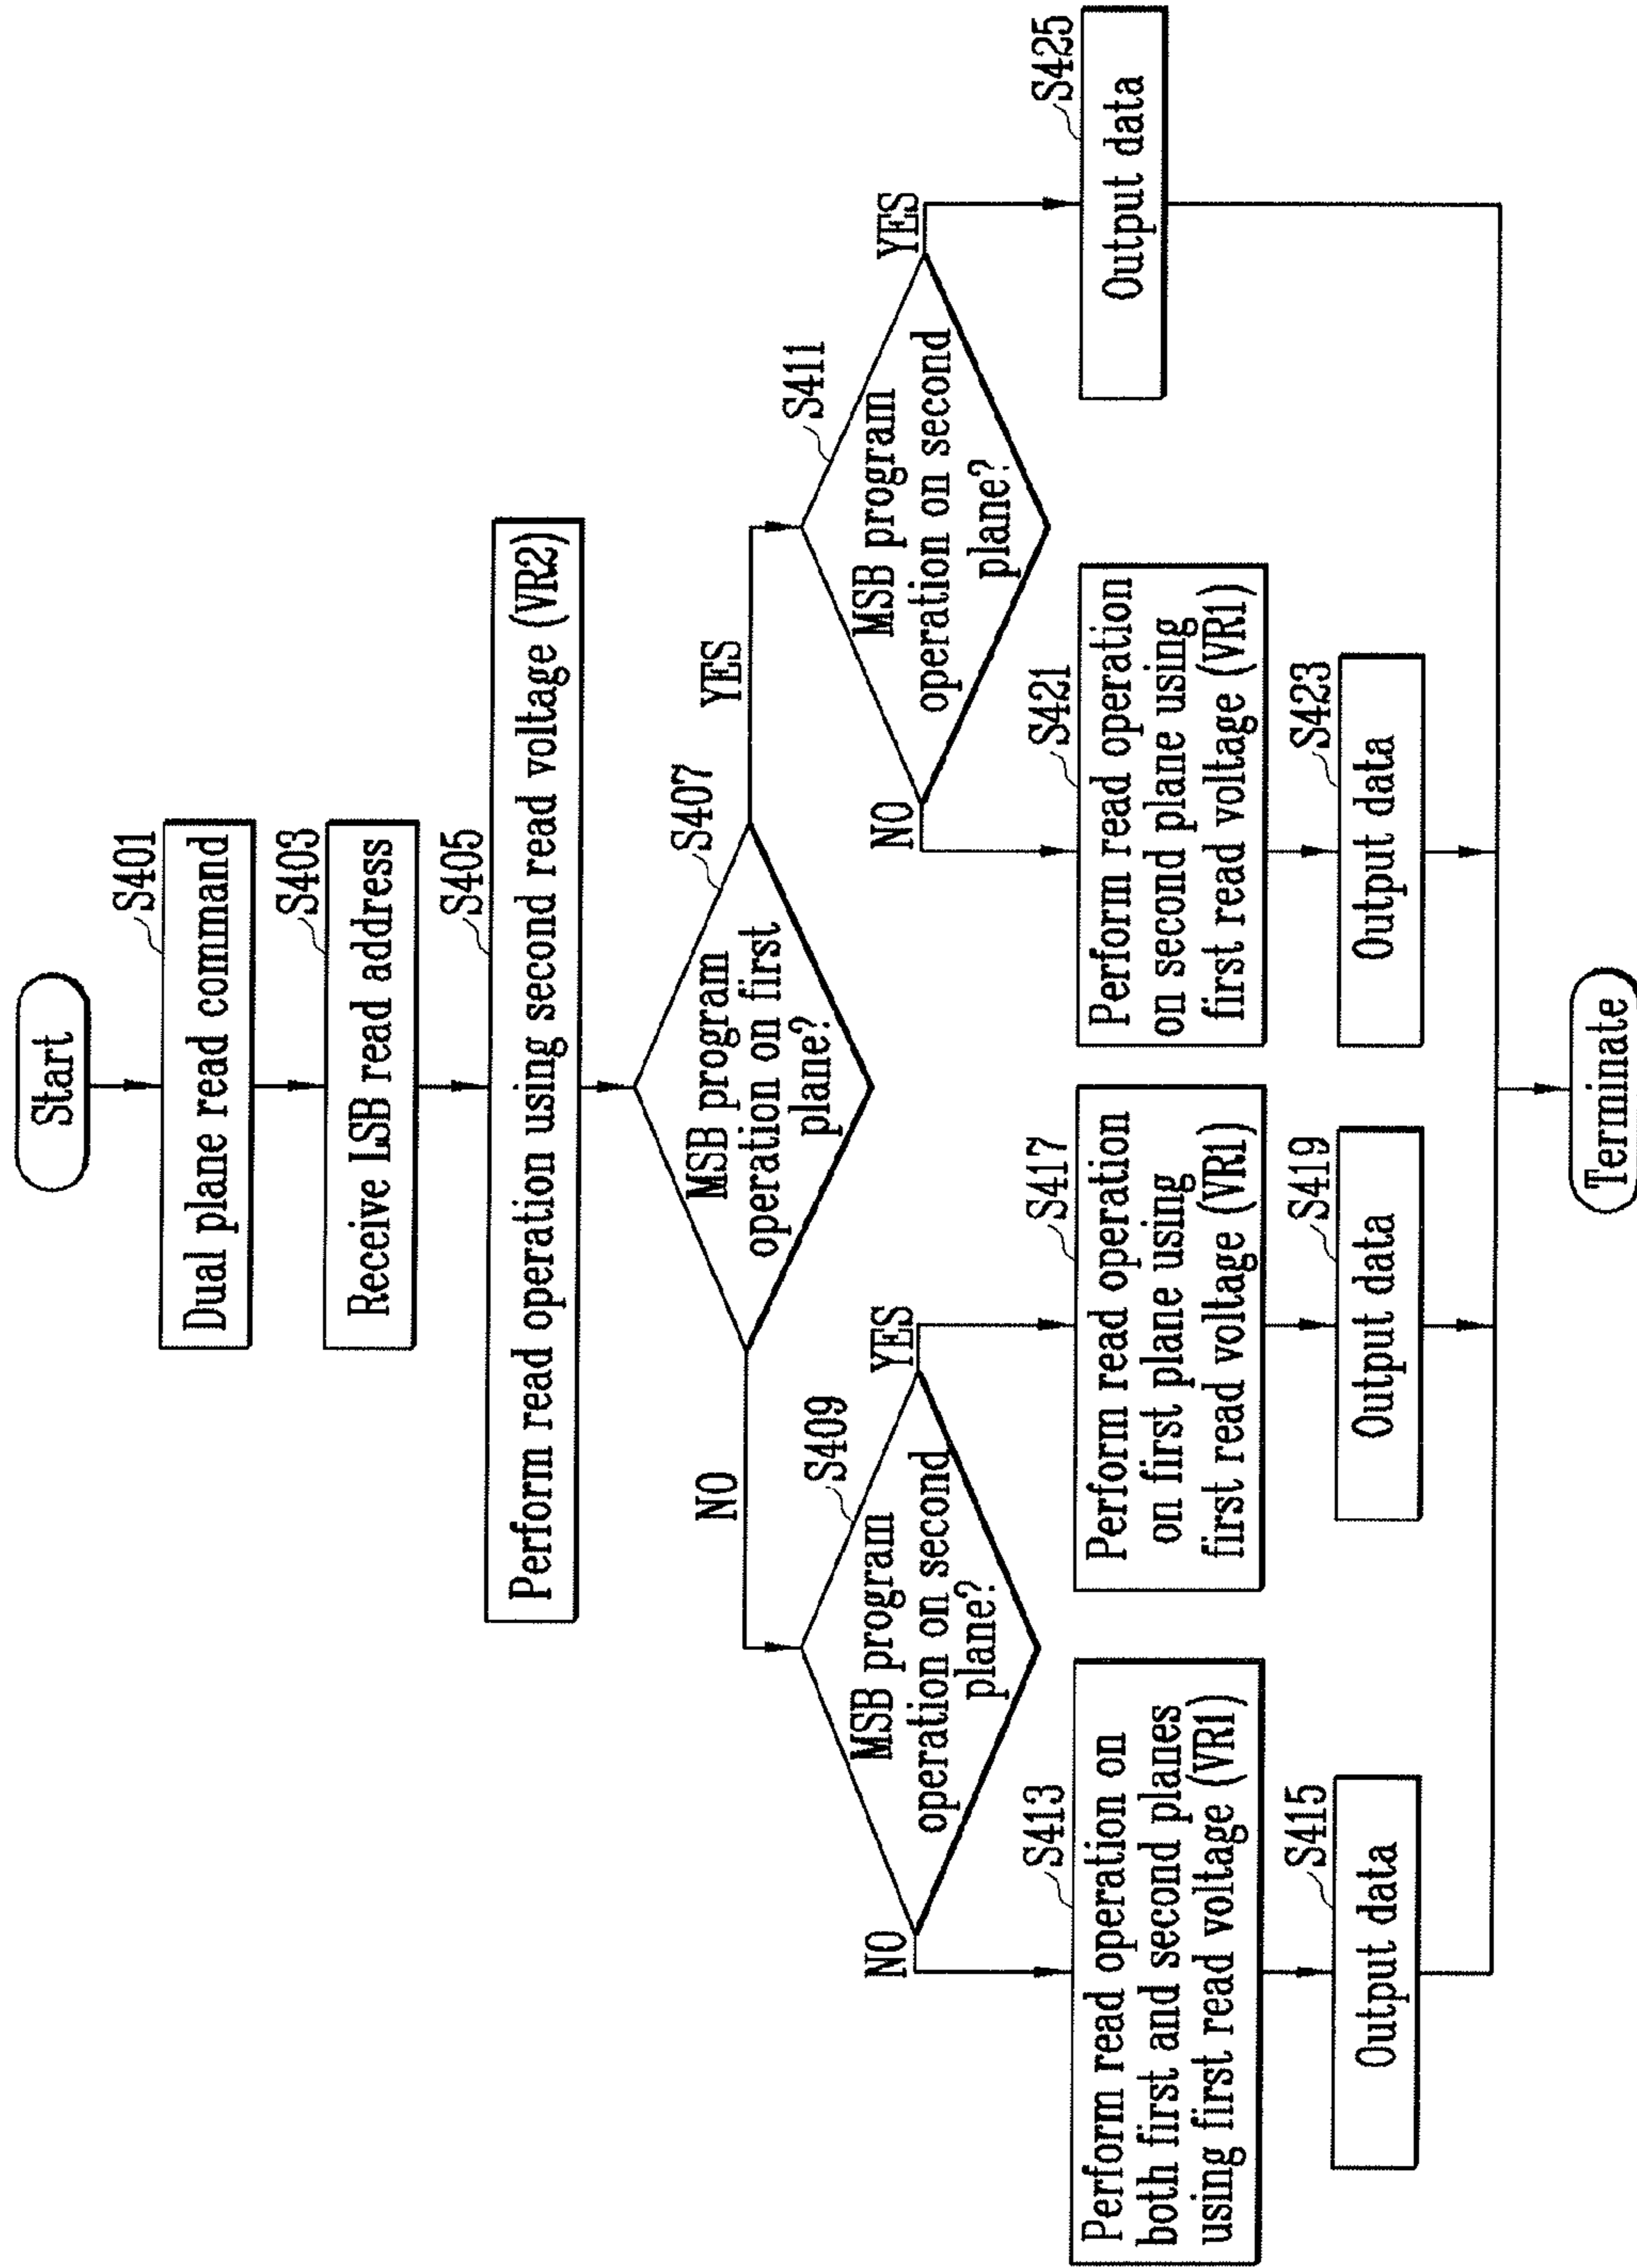 Start
S401
Dual plane read command
S403
Receive LSB read address
S405
Perform read operation using second read voltage (VR2)
S407
MSB program
operation on first
plane?
NO
YES
S409
MSB program
operation on second
plane?
NO
YES
S411
MSB program
operation on second
plane?
NO
YES
S413
Perform read operation on
both first and second planes
using first read voltage (VR1)
S415
Output data
S417
Perform read operation
on first plane using
first read voltage (VR1)
S419
Output data
S421
Perform read operation
on second plane using
first read voltage (VR1)
S423
Output data
S425
Output data
Terminate